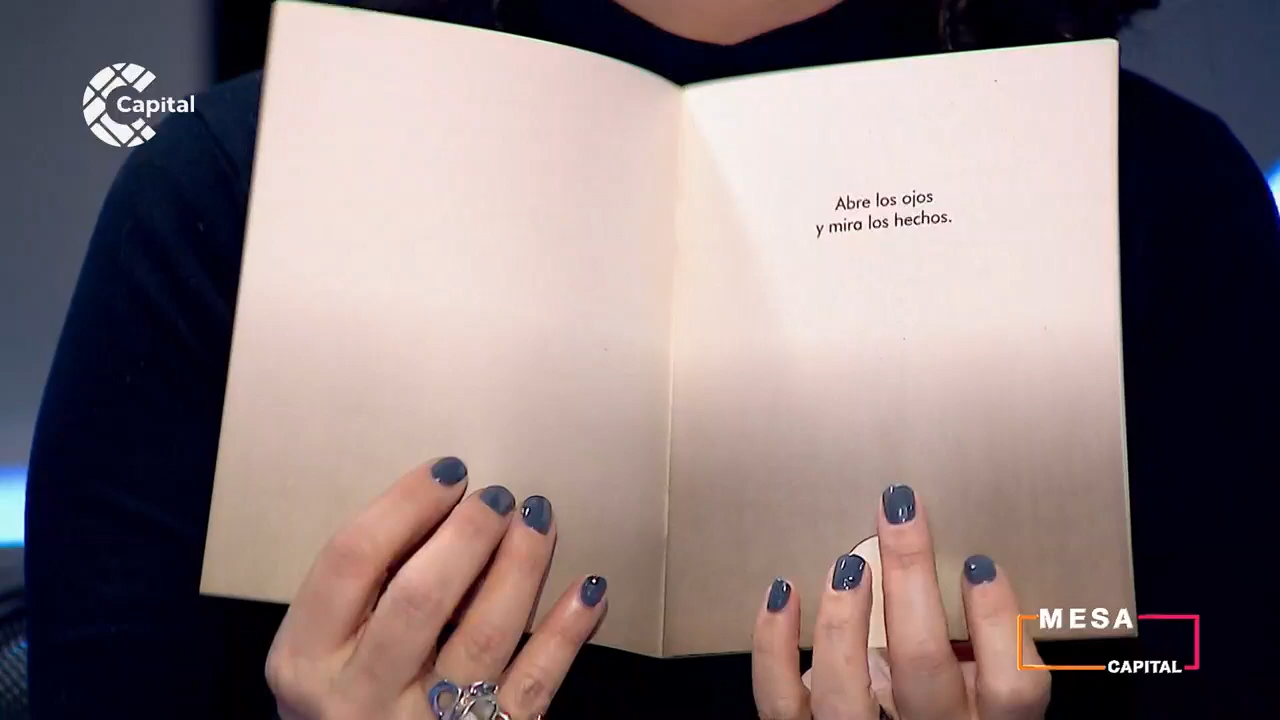 Capital
Abre los ojos
y mira los hechos.
MESA
CAPITAL